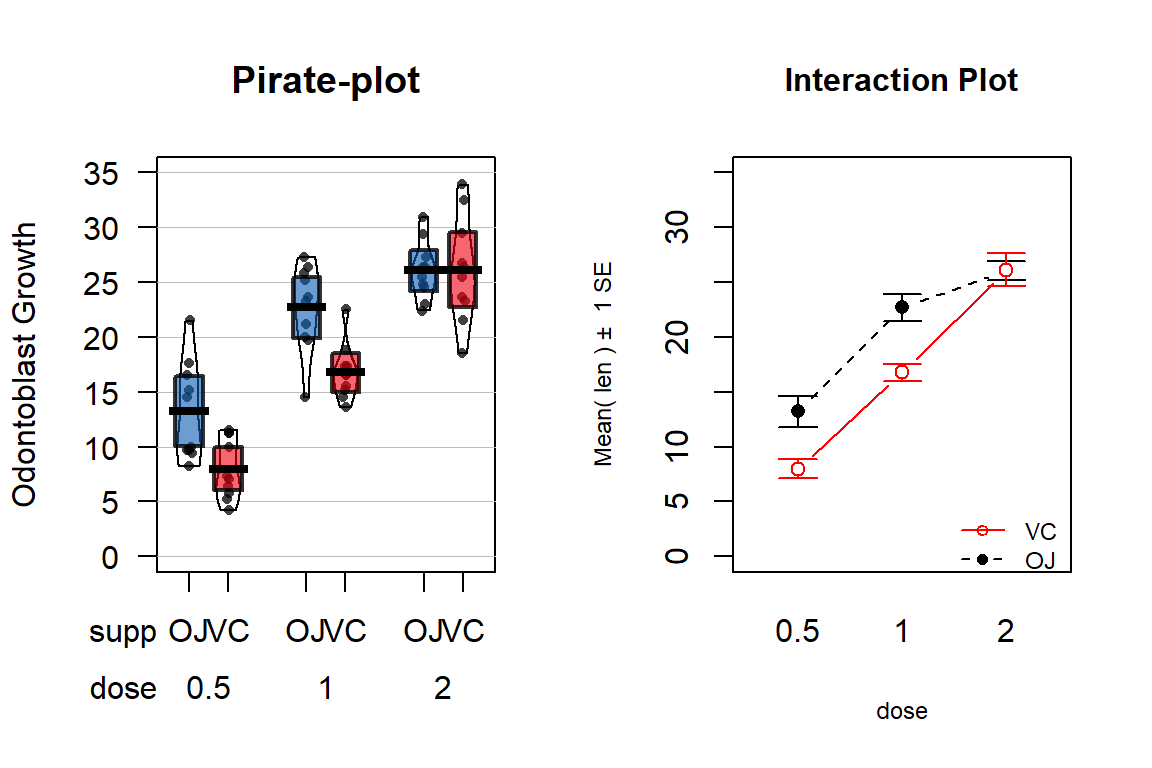 Pirate-plot
Odontoblast Growth
35
30
25
20
15
10
5
0
supp OJVC OJVC OJVC
dose 0.5 1 2
Interaction Plot
Mean( len ) ± 1 SE
30
20
10
5
0
VC
OJ
0.5 1 2
dose